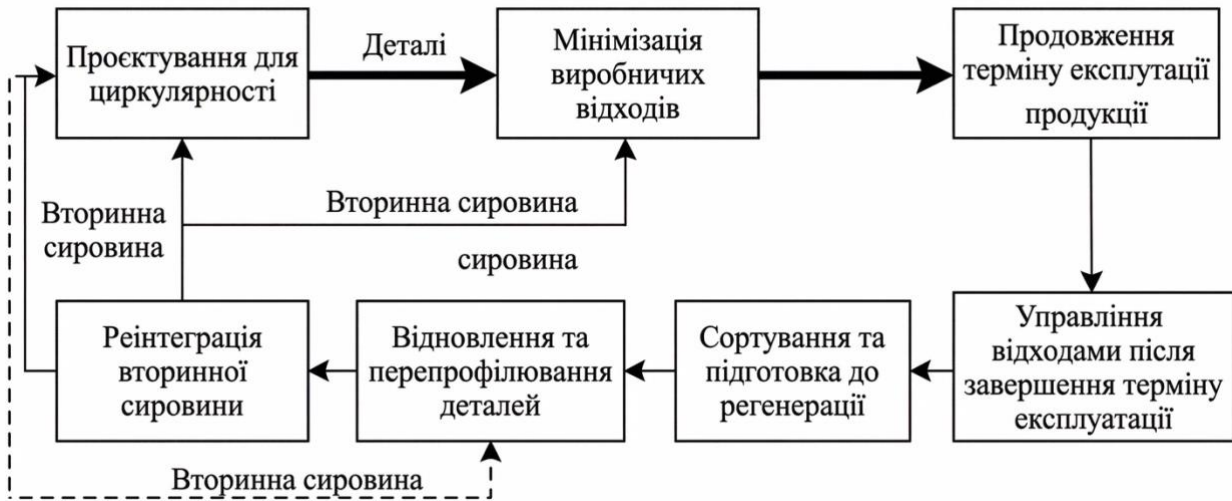 Проєктування для
циркулярності
Деталі
Мінімізація
виробничих
відходів
Продовження
терміну експлутації
продукції
Вторинна
сировина
Вторинна сировина
сировина
Реінтеграція
вторинної
сировини
Відновлення та
перепрофілювання
деталей
Сортування та
підготовка до
регенерації
Управління
відходами після
завершення терміну
експлуатації
Вторинна сировина